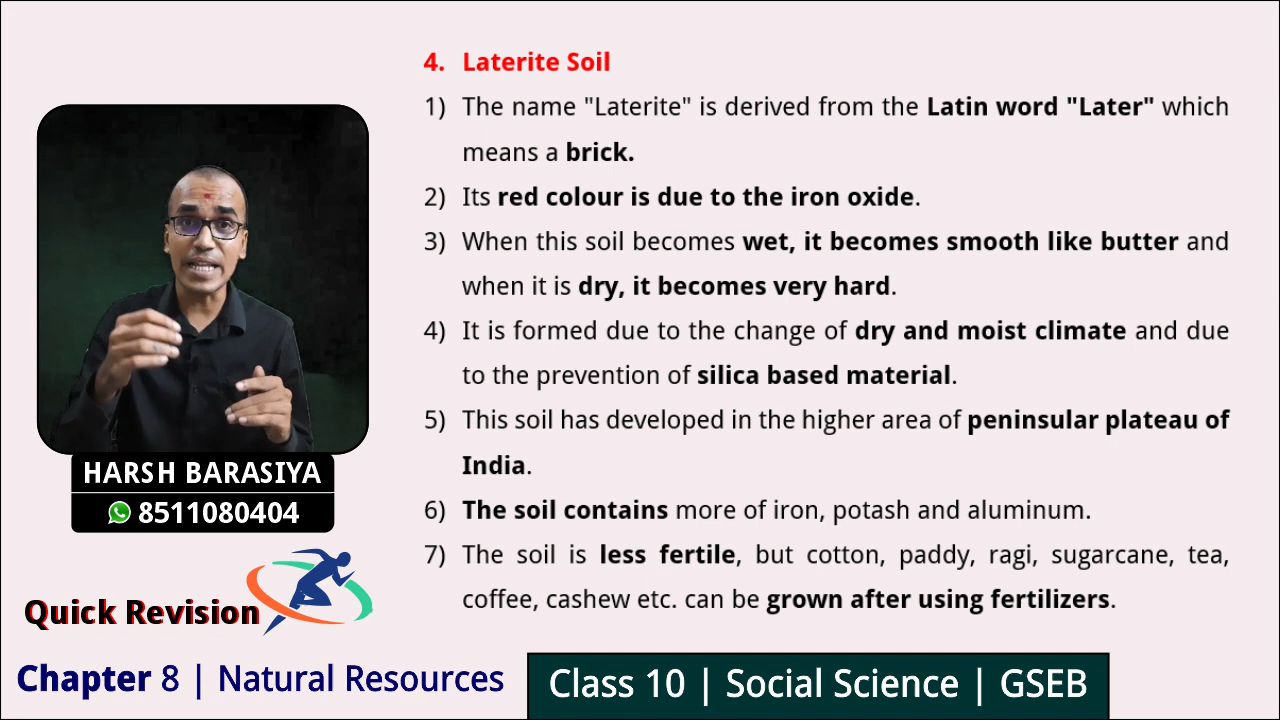 4. Laterite Soil
1) The name "Laterite" is derived from the Latin word "Later" which
means a brick.
2) Its red colour is due to the iron oxide.
3) When this soil becomes wet, it becomes smooth like butter and
when it is dry, it becomes very hard.
4) It is formed due to the change of dry and moist climate and due
to the prevention of silica based material.
5) This soil has developed in the higher area of peninsular plateau of
India.
6) The soil contains more of iron, potash and aluminum.
7) The soil is less fertile, but cotton, paddy, ragi, sugarcane, tea,
coffee, cashew etc. can be grown after using fertilizers.
HARSH BARASIYA
8511080404
Quick Revision
Chapter 8 | Natural Resources
Class 10 | Social Science | GSEB